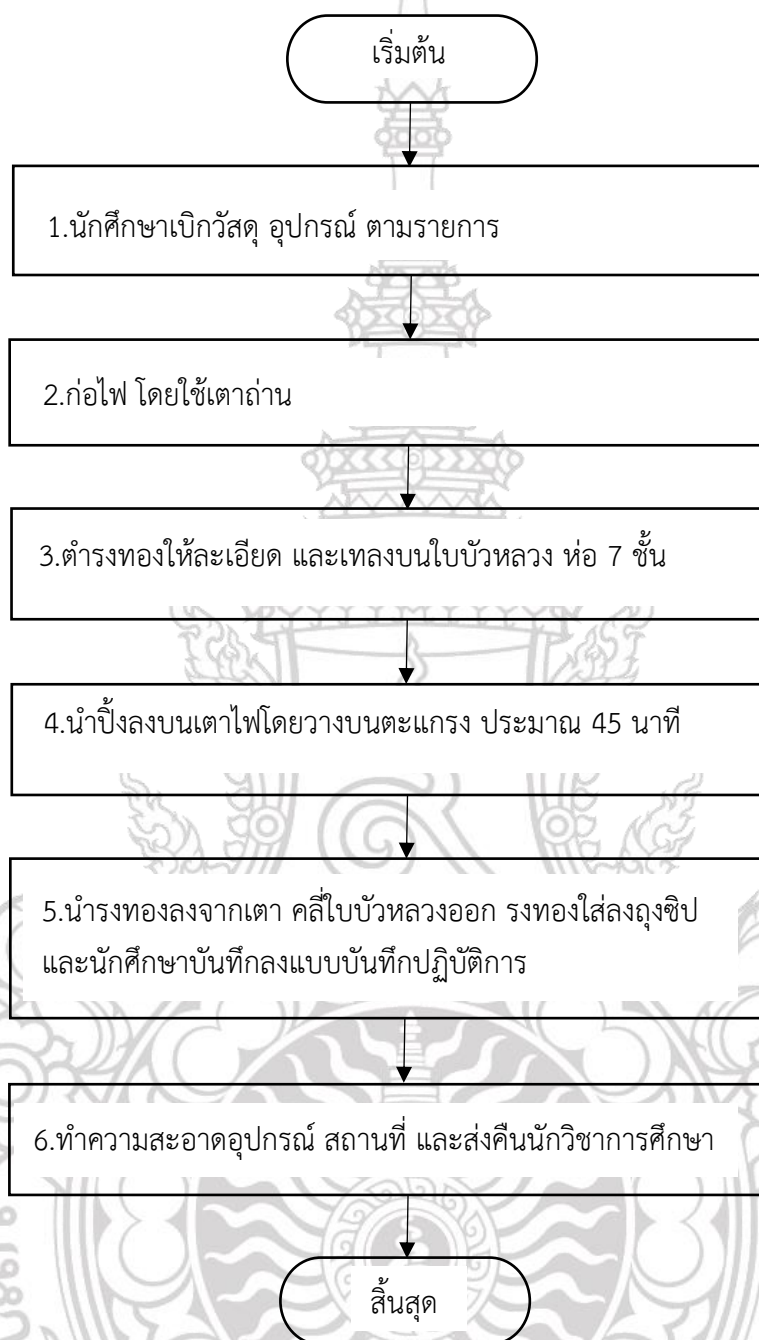 เริ่มต้น
1.นักศึกษาเบิกวัสดุ อุปกรณ์ ตามรายการ
2.ก่อไฟ โดยใช้เตาถ่าน
3.ตำรงทองให้ละเอียด และเทลงบนใบบัวหลวง ห่อ 7 ชั้น
4.นำปิ้งลงบนเตาไฟโดยวางบนตะแกรง ประมาณ 45 นาที
5.นำรงทองลงจากเตา คลี่ใบบัวหลวงออก รงทองใส่ลงถุงซิป
และนักศึกษาบันทึกลงแบบบันทึกปฏิบัติการ
6.ทำความสะอาดอุปกรณ์ สถานที่ และส่งคืนนักวิชาการศึกษา
สิ้นสุด